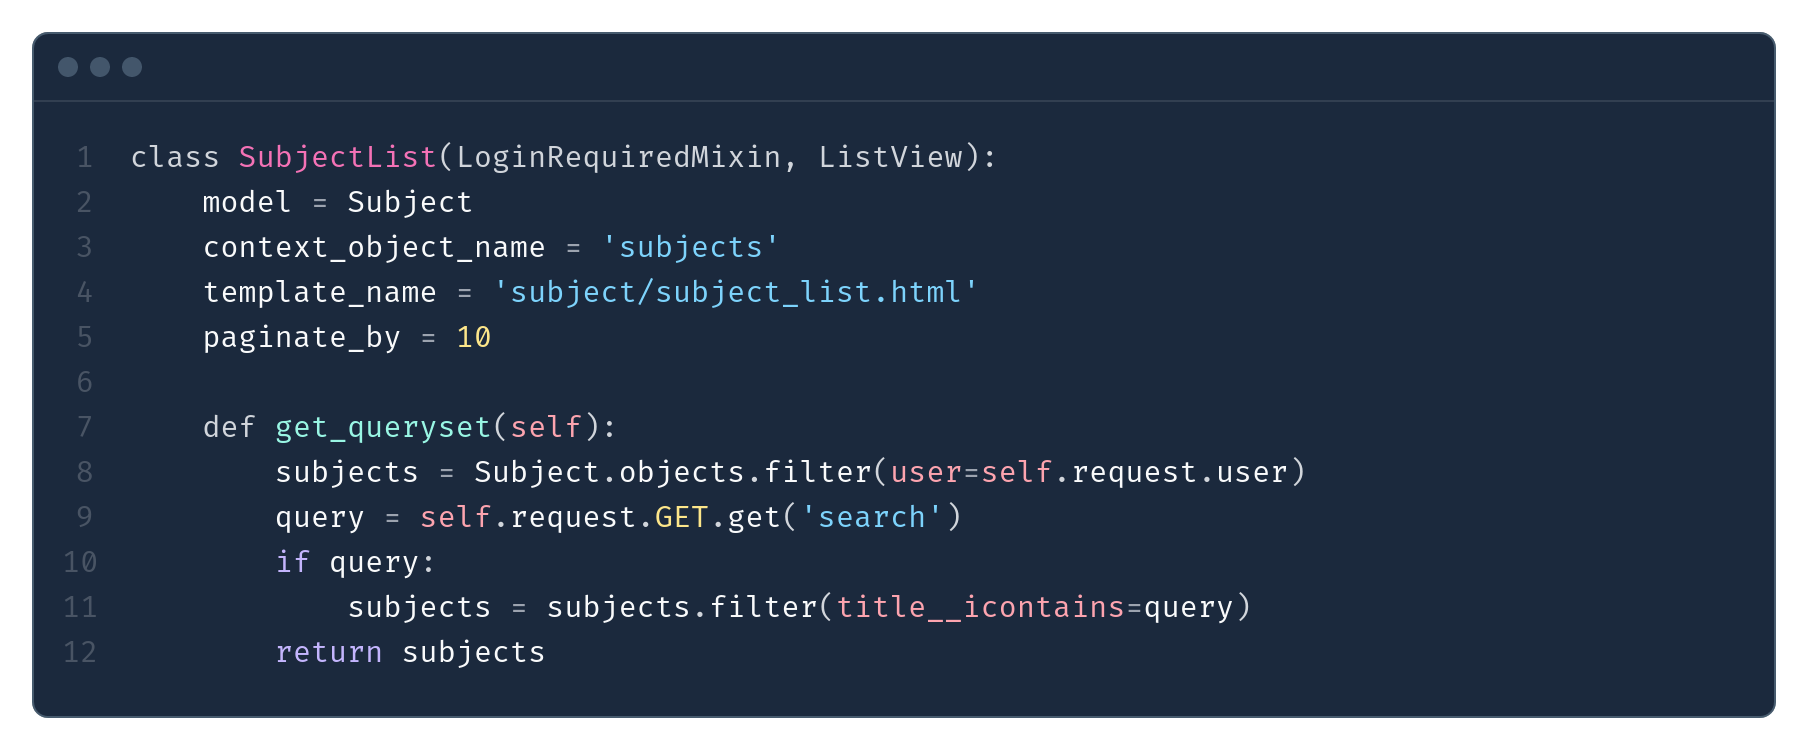 1 class SubjectList(LoginRequiredMixin, ListView):
2     model = Subject
3     context_object_name = 'subjects'
4     template_name = 'subject/subject_list.html'
5     paginate_by = 10
6
7     def get_queryset(self):
8         subjects = Subject.objects.filter(user=self.request.user)
9         query = self.request.GET.get('search')
10         if query:
11             subjects = subjects.filter(title__icontains=query)
12         return subjects